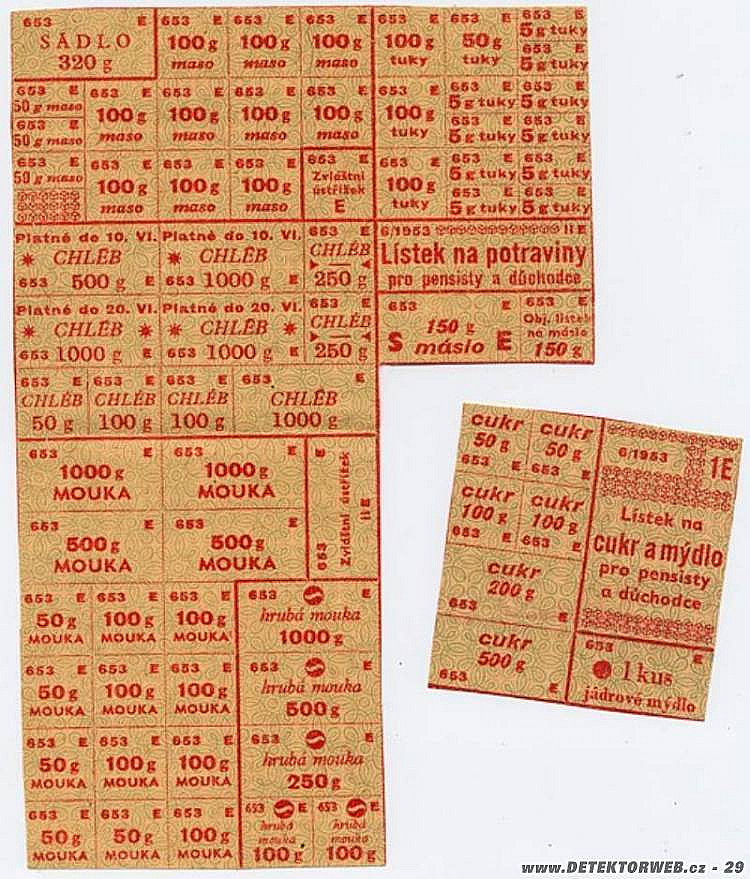 653 E
SÁDLO
320 g
653 E
100 g
maso
653 E
100 g
maso
653 E
100 g
maso
653 E
100 g
tuky
653 E
50 g
tuky
653 E
5 g tuky
653 E
5 g tuky
653 E
50 g maso
653 E
50 g maso
653 E
100 g
maso
653 E
100 g
maso
653 E
100 g
maso
653 E
100 g
maso
653 E
100 g
tuky
653 E
5 g tuky
653 E
5 g tuky
653 E
5 g tuky
653 E
5 g tuky
653 E
50 g maso
653 E
100 g
maso
653 E
100 g
maso
653 E
100 g
maso
653 E
Zvláštní
ústřižek
E
653 E
100 g
tuky
653 E
5 g tuky
653 E
5 g tuky
653 E
5 g tuky
653 E
5 g tuky
Platné do 10. VI.
CHLÉB
653 500 g E
Platné do 10. VI.
CHLÉB
653 1000 g E
653 E
CHLÉB
250 g
6/1953 II E
Lístek na potraviny
pro pensisty a důchodce
Platné do 20. VI.
CHLÉB
653 1000 g E
Platné do 20. VI.
CHLÉB
653 1000 g E
653 E
CHLÉB
250 g
653
150 g
S máslo E
653 E
Obj. lístek
na máslo
150 g
653 E
CHLÉB
50 g
653 E
CHLÉB
100 g
653 E
CHLÉB
100 g
653 E
CHLÉB
1000 g
653 E
1000 g
MOUKA
653 E
1000 g
MOUKA
653 E
500 g
MOUKA
653 E
500 g
MOUKA
653 E
Zvláštní ústřižek
II E
653 E
50 g
MOUKA
653 E
100 g
MOUKA
653 E
100 g
MOUKA
653 E
hrubá mouka
1000 g
653 E
50 g
MOUKA
653 E
100 g
MOUKA
653 E
100 g
MOUKA
653 E
hrubá mouka
500 g
653 E
50 g
MOUKA
653 E
100 g
MOUKA
653 E
100 g
MOUKA
653 E
hrubá mouka
250 g
653 E
50 g
MOUKA
653 E
50 g
MOUKA
653 E
100 g
MOUKA
653 E
hrubá
mouka
100 g
653 E
hrubá
mouka
100 g
cukr
50 g
653 E
cukr
50 g
653 E
cukr
100 g
653 E
cukr
100 g
653 E
cukr
200 g
653 E
cukr
500 g
653 E
6/1953 1E
Lístek na
cukr a mýdlo
pro pensisty
a důchodce
653 E
1 kus
jádrové mýdlo
www.DETEKTORWEB.cz - 29